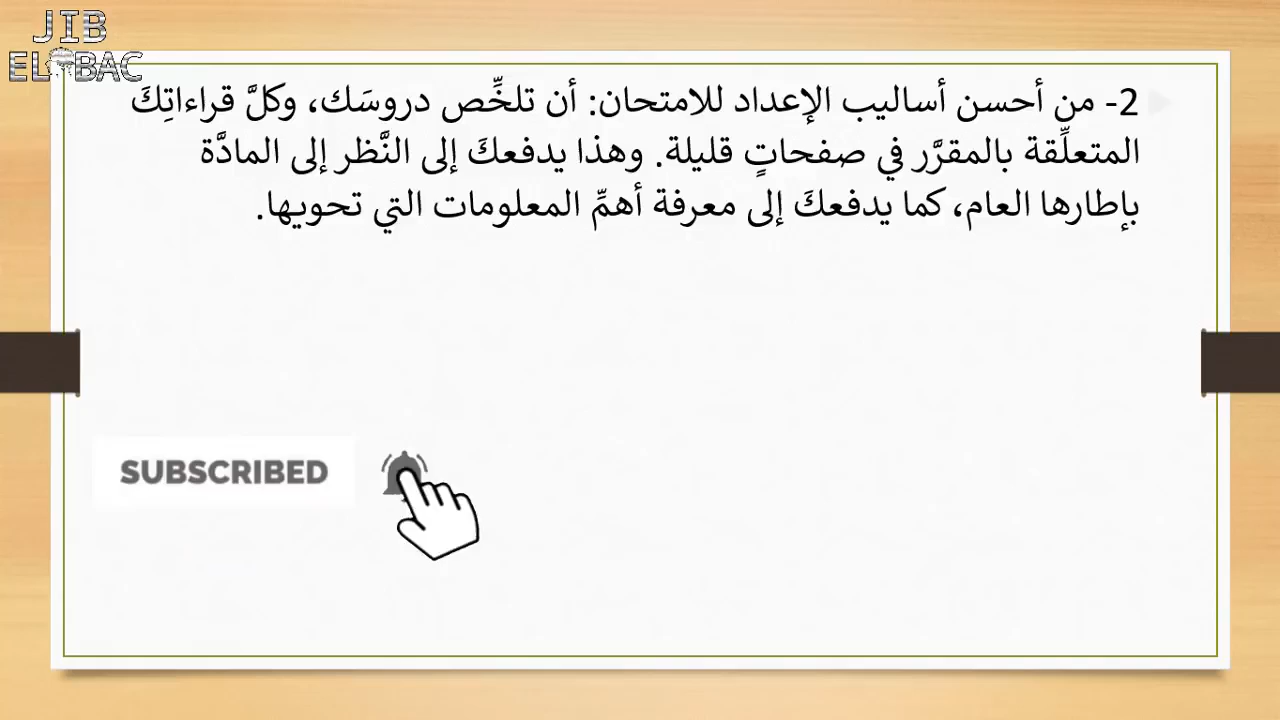 JIB
EL BAC
2- من أحسن أساليب الإعداد للامتحان: أن تلخِّص دروسَك، وكلَّ قراءاتِكَ
المتعلِّقة بالمقرَّر في صفحاتٍ قليلة. وهذا يدفعكَ إلى النَّظر إلى المادَّة
بإطارها العام، كما يدفعكَ إلى معرفة أهمِّ المعلومات التي تحويها.
SUBSCRIBED